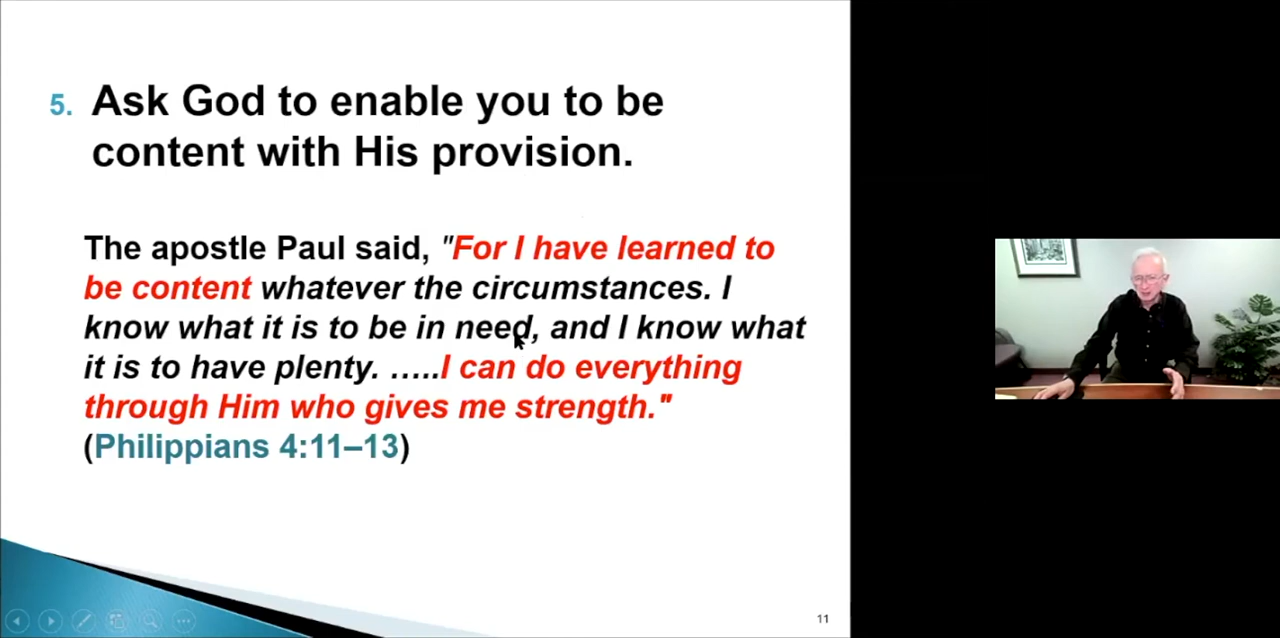 5. Ask God to enable you to be
content with His provision.
The apostle Paul said, "For I have learned to
be content whatever the circumstances. I
know what it is to be in need, and I know what
it is to have plenty. …..I can do everything
through Him who gives me strength."
(Philippians 4:11–13)
11